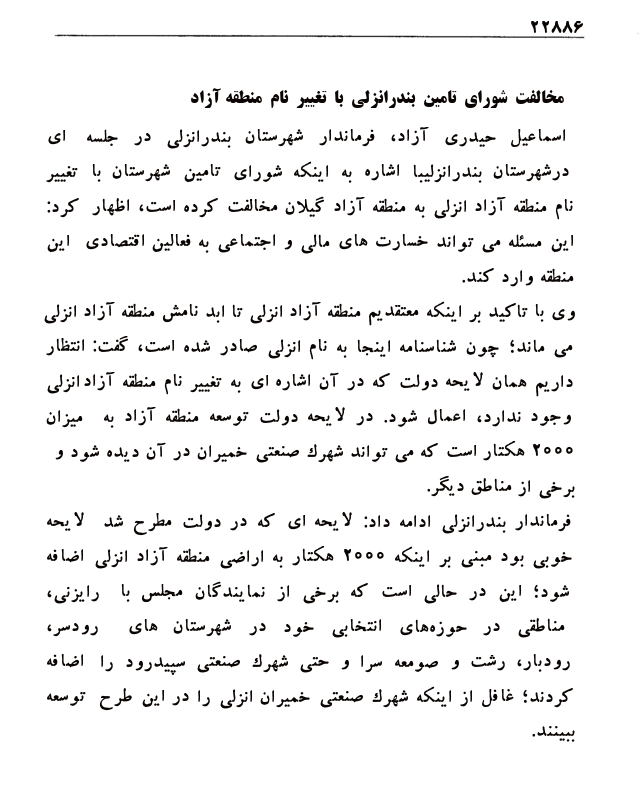 ۲۲۸۸۶
مخالفت شورای تامین بندرانزلی با تغییر نام منطقه آزاد
اسماعیل حیدری آزاد، فرماندار شهرستان بندرانزلی در جلسه ای
درشهرستان بندرانزلیبا اشاره به اینکه شورای تامین شهرستان با تغییر
نام منطقه آزاد انزلی به منطقه آزاد گیلان مخالفت کرده است، اظهار کرد:
این مسئله می تواند خسارت های مالی و اجتماعی به فعالین اقتصادی این
منطقه وارد کند.
وی با تاکید بر اینکه معتقدیم منطقه آزاد انزلی تا ابد نامش منطقه آزاد انزلی
می ماند؛ چون شناسنامه اینجا به نام انزلی صادر شده است، گفت: انتظار
داریم همان لایحه دولت که در آن اشاره ای به تغییر نام منطقه آزادانزلی
وجود ندارد، اعمال شود. در لایحه دولت توسعه منطقه آزاد به میزان
۲۰۰۰ هکتار است که می تواند شهرك صنعتی خمیران در آن دیده شود و
برخی از مناطق دیگر.
فرماندار بندرانزلی ادامه داد: لایحه ای که در دولت مطرح شد لایحه
خوبی بود مبنی بر اینکه ۲۰۰۰ هکتار به اراضی منطقه آزاد انزلی اضافه
شود؛ این در حالی است که برخی از نمایندگان مجلس با رایزنی،
مناطقی در حوزه‌های انتخابی خود در شهرستان های رودسر،
رودبار، رشت و صومعه سرا و حتی شهرك صنعتی سپیدرود را اضافه
کردند؛ غافل از اینکه شهرك صنعتی خمیران انزلی را در این طرح توسعه
ببینند.